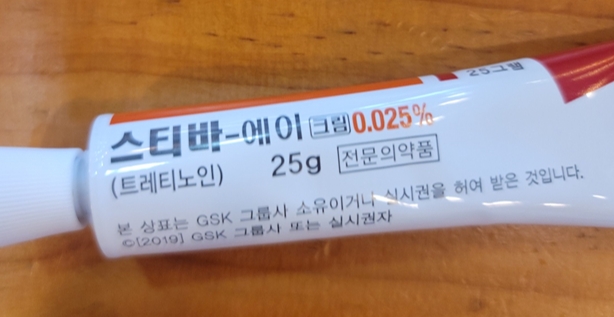 25그램
스티바-에이 크림 0.025%
(트레티노인) 25g 전문의약품
본 상표는 GSK 그룹사 소유이거나 실시권을 허여 받은 것입니다.
©[2019] GSK 그룹사 또는 실시권자